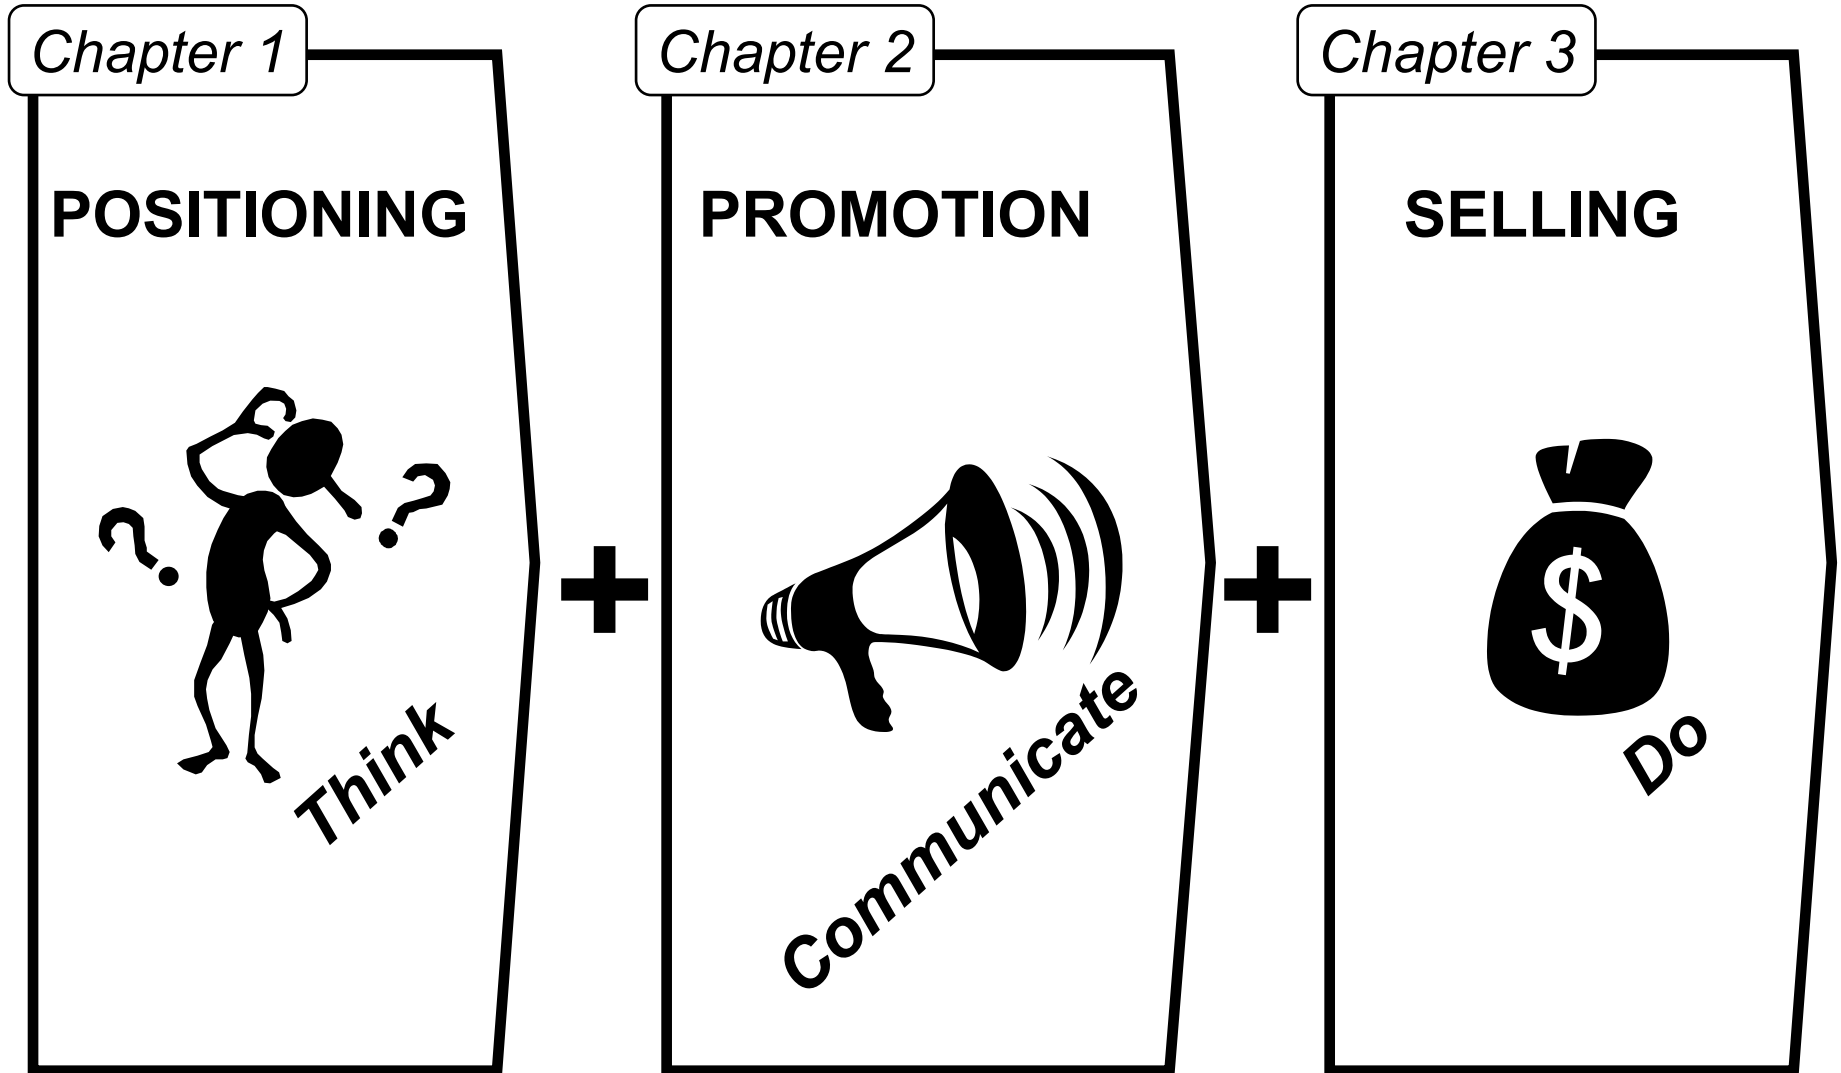 Chapter 1
POSITIONING
? ?
Think
+
Chapter 2
PROMOTION
Communicate
+
Chapter 3
SELLING
$
Do